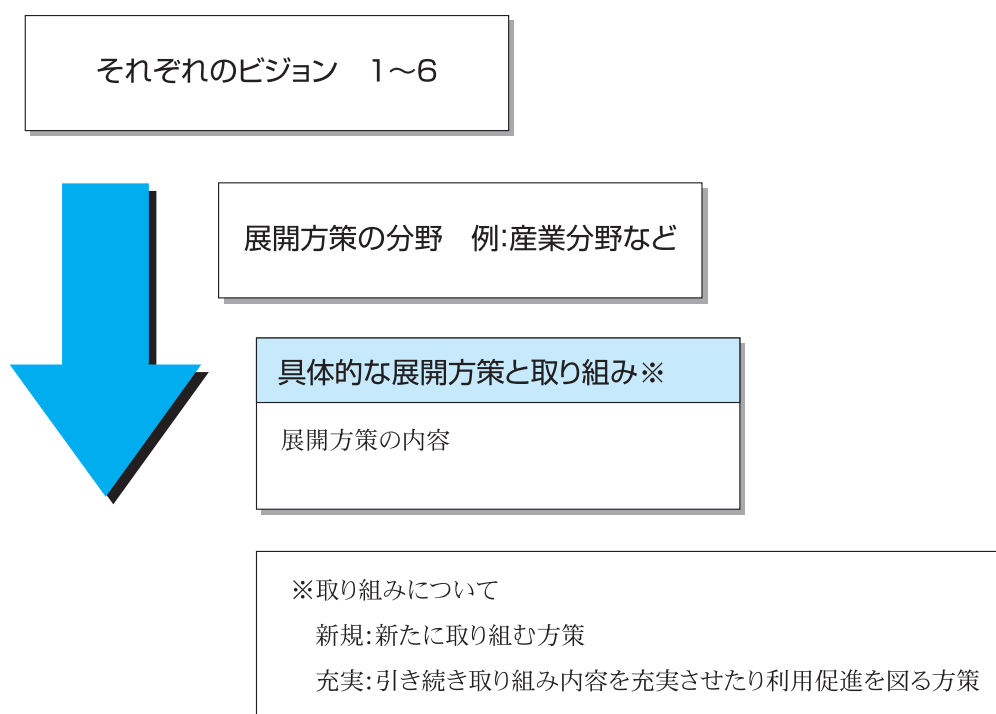 それぞれのビジョン　1～6
展開方策の分野　例:産業分野など
具体的な展開方策と取り組み※
展開方策の内容
※取り組みについて
新規:新たに取り組む方策
充実:引き続き取り組み内容を充実させたり利用促進を図る方策